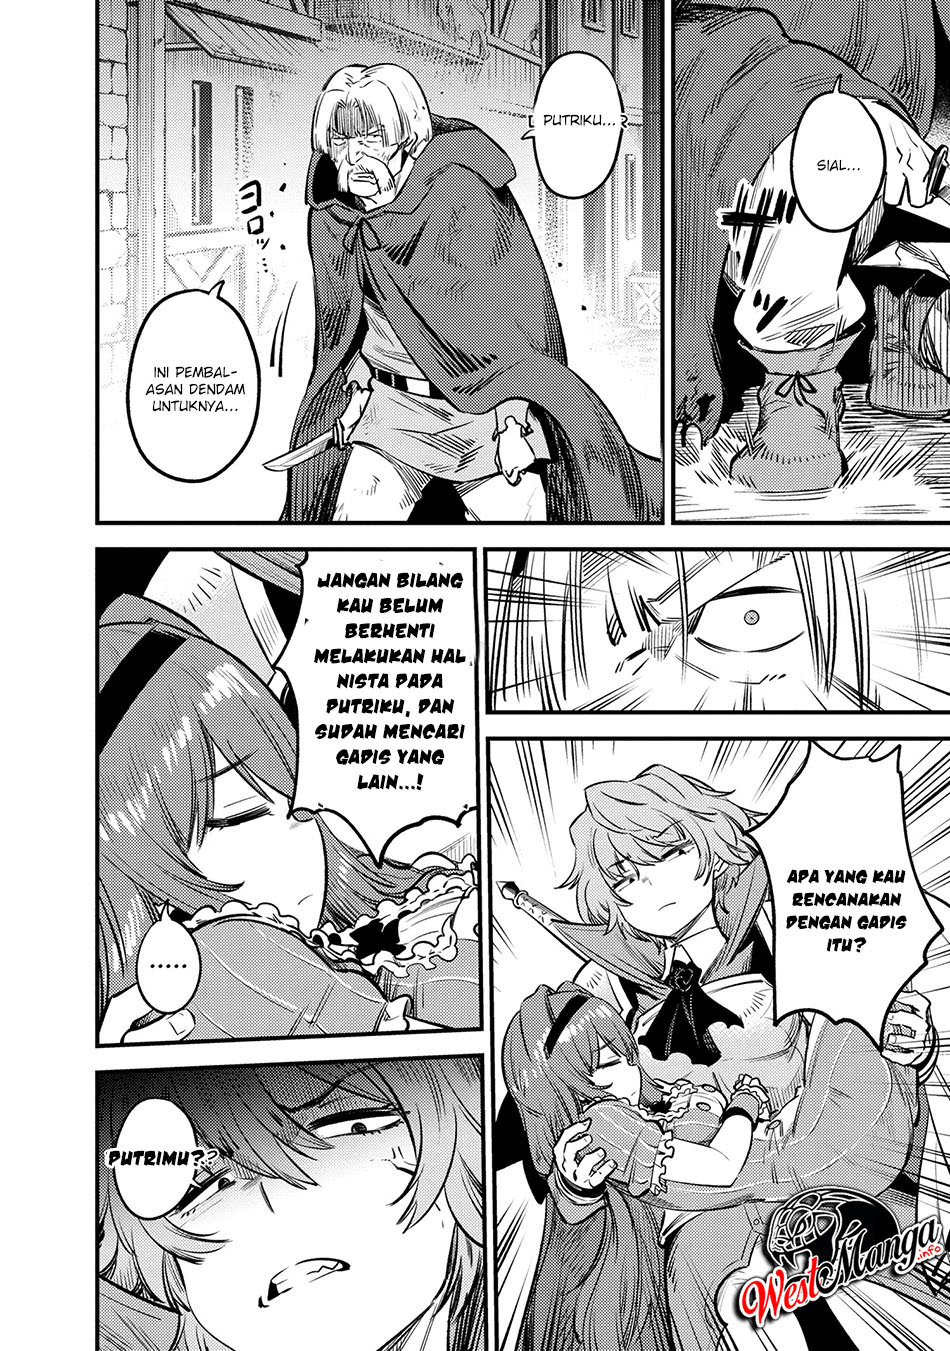 SIAL...
PUTRIKU...
ヨロッ
INI PEMBAL-
ASAN DENDAM
UNTUKNYA...
APA YANG KAU
RENCANAKAN
DENGAN GADIS
ITU?
JANGAN BILANG
KAU BELUM
BERHENTI
MELAKUKAN HAL
NISTA PADA
PUTRIKU, DAN
SUDAH MENCARI
GADIS YANG
LAIN...!
.....
PUTRIMU??
WestManga
.info